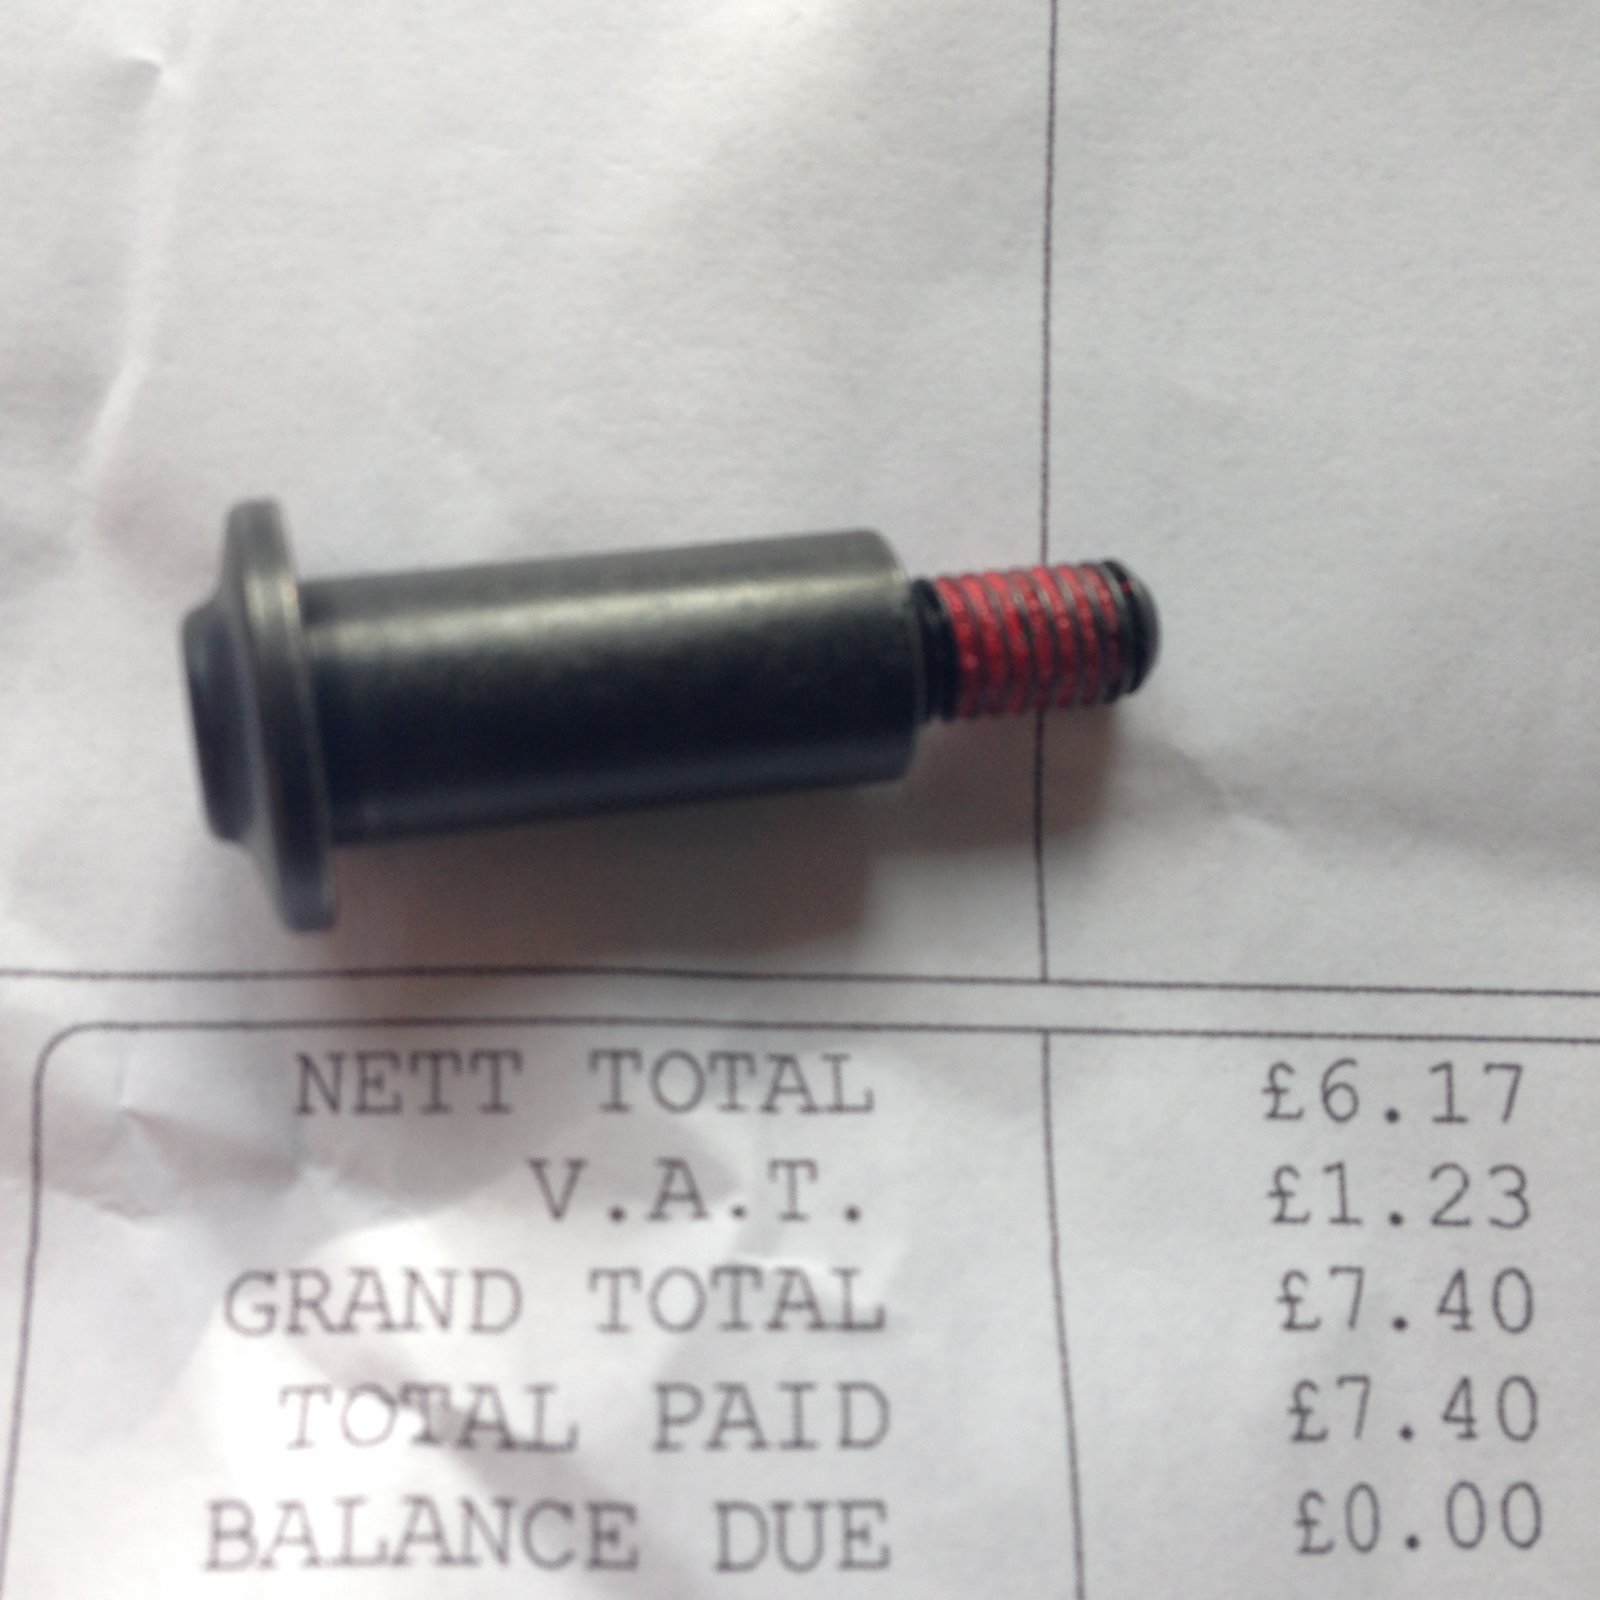 NETT TOTAL £6.17
V.A.T. £1.23
GRAND TOTAL £7.40
TOTAL PAID £7.40
BALANCE DUE £0.00